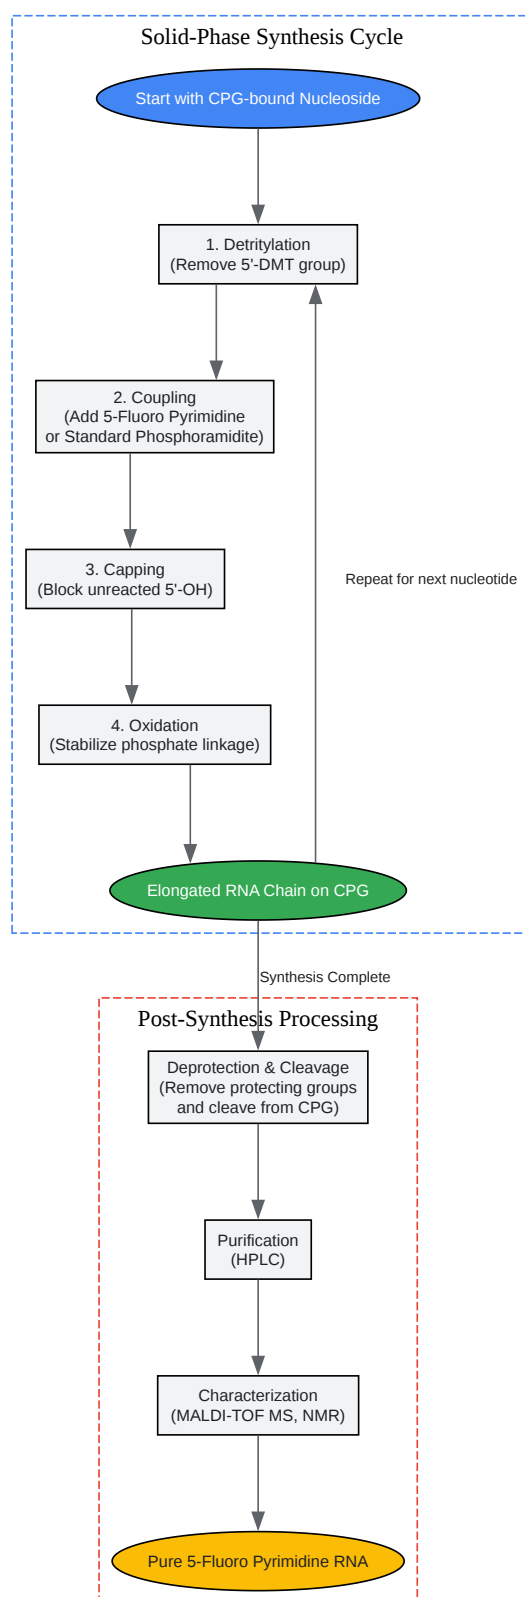 Solid-Phase Synthesis Cycle
Start with CPG-bound Nucleoside
1. Detritylation
(Remove 5'-DMT group)
2. Coupling
(Add 5-Fluoro Pyrimidine
or Standard Phosphoramidite)
3. Capping
(Block unreacted 5'-OH)
Repeat for next nucleotide
4. Oxidation
(Stabilize phosphate linkage)
Elongated RNA Chain on CPG
Synthesis Complete
Post-Synthesis Processing
Deprotection & Cleavage
(Remove protecting groups
and cleave from CPG)
Purification
(HPLC)
Characterization
(MALDI-TOF MS, NMR)
Pure 5-Fluoro Pyrimidine RNA